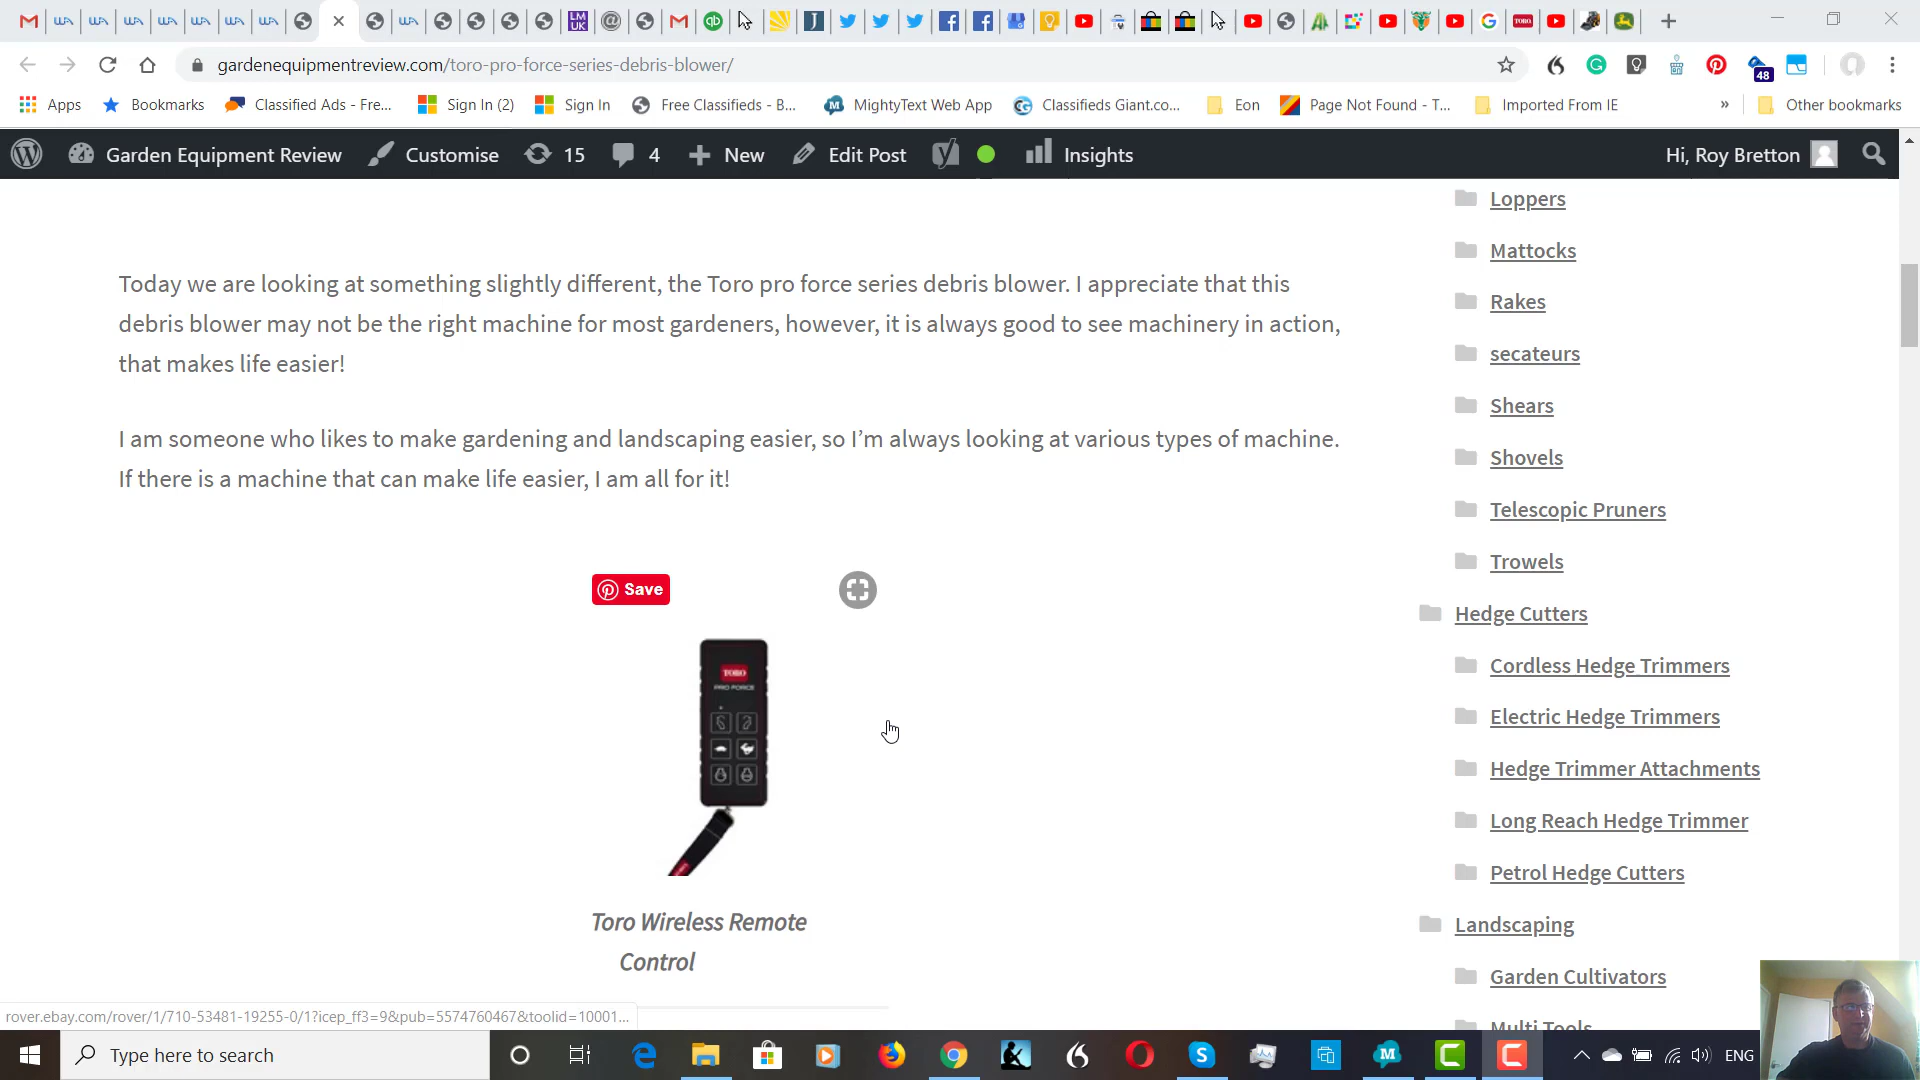 gardenequipmentreview.com/toro-pro-force-series-debris-blower/
48
Apps
Bookmarks
Classified Ads - Fre...
Sign In (2)
Sign In
Free Classifieds - B...
MightyText Web App
Classifieds Giant.co...
Eon
Page Not Found - T...
Imported From IE
»
Other bookmarks
Garden Equipment Review
Customise
15
4
New
Edit Post
Insights
Hi, Roy Bretton
Today we are looking at something slightly different, the Toro pro force series debris blower. I appreciate that this
debris blower may not be the right machine for most gardeners, however, it is always good to see machinery in action,
that makes life easier!
I am someone who likes to make gardening and landscaping easier, so I’m always looking at various types of machine.
If there is a machine that can make life easier, I am all for it!
Save
TORO
PRO FORCE
Toro Wireless Remote
Control
Loppers
Mattocks
Rakes
secateurs
Shears
Shovels
Telescopic Pruners
Trowels
Hedge Cutters
Cordless Hedge Trimmers
Electric Hedge Trimmers
Hedge Trimmer Attachments
Long Reach Hedge Trimmer
Petrol Hedge Cutters
Landscaping
Garden Cultivators
Multi Tools
rover.ebay.com/rover/1/710-53481-19255-0/1?icep_ff3=9&pub=5574760467&toolid=10001...
Type here to search
ENG